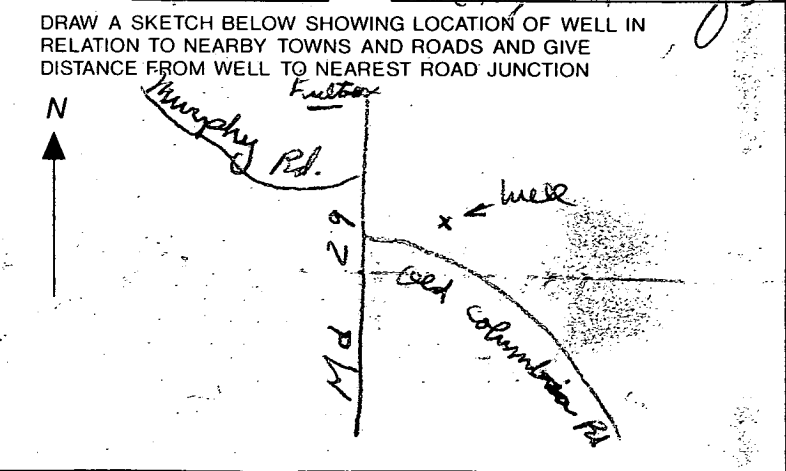 DRAW A SKETCH BELOW SHOWING LOCATION OF WELL IN
RELATION TO NEARBY TOWNS AND ROADS AND GIVE
DISTANCE FROM WELL TO NEAREST ROAD JUNCTION
Fulton
N
Murphy Rd.
Well
x
Md 29
Old Columbia Rd